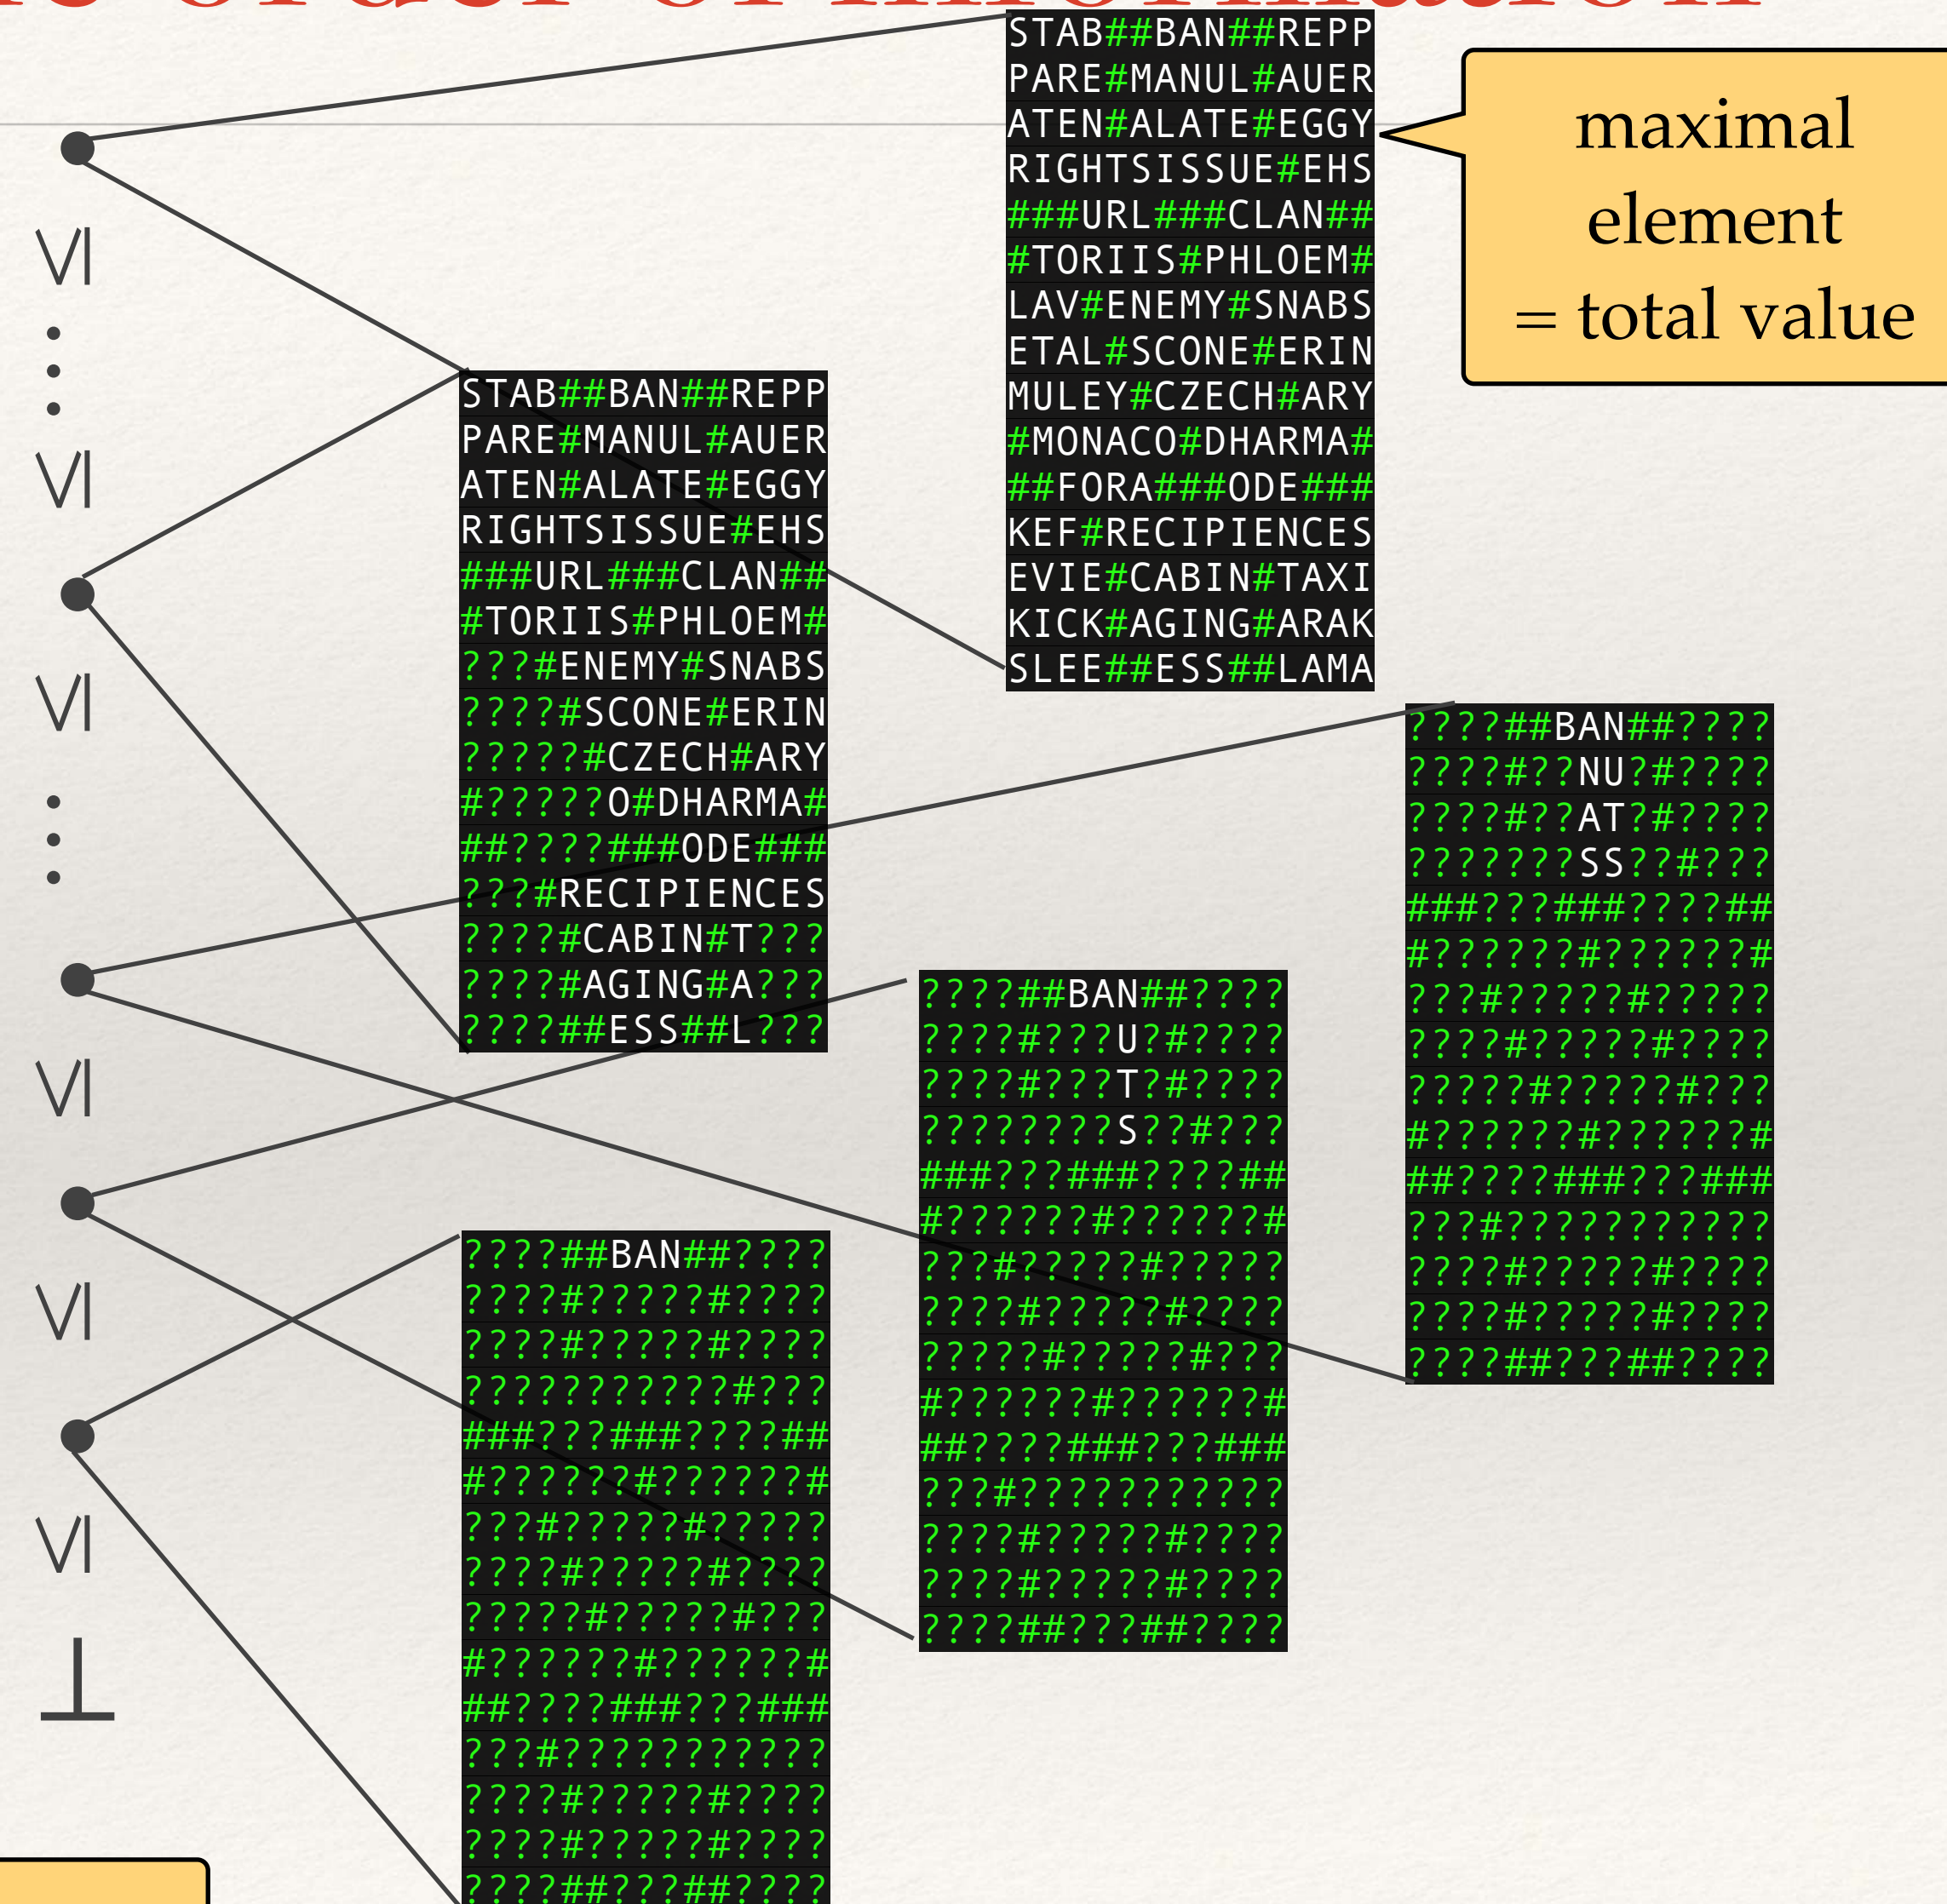 STAB##BAN##REPP
PARE#MANUL#AUER
ATEN#ALATE#EGGY
RIGHTSISSUE#EHS
###URL###CLAN##
#TORIIS#PHLOEM#
LAV#ENEMY#SNABS
ETAL#SCONE#ERIN
MULEY#CZECH#ARY
#MONACO#DHARMA#
##FORA###ODE###
KEF#RECIPIENCES
EVIE#CABIN#TAXI
KICK#AGING#ARAK
SLEE##ESS##LAMA
maximal
element
= total value
≤
⋮
≤
≤
⋮
≤
≤
≤
⊥
STAB##BAN##REPP
PARE#MANUL#AUER
ATEN#ALATE#EGGY
RIGHTSISSUE#EHS
###URL###CLAN##
#TORIIS#PHLOEM#
???#ENEMY#SNABS
????#SCONE#ERIN
?????#CZECH#ARY
#?????O#DHARMA#
##????###ODE###
???#RECIPIENCES
????#CABIN#T???
????#AGING#A???
????##ESS##L???
????##BAN##????
????#??NU?#????
????#??AT?#????
???????SS??#???
###???###????##
#??????#??????#
???#?????#?????
????#?????#????
?????#?????#???
#??????#??????#
##????###???###
???#???????????
????#?????#????
????#?????#????
????##???##????
????##BAN##????
????#???U?#????
????#???T?#????
????????S??#???
###???###????##
#??????#??????#
???#?????#?????
????#?????#????
?????#?????#???
#??????#??????#
##????###???###
???#???????????
????#?????#????
????#?????#????
????##???##????
????##BAN##????
????#?????#????
????#?????#????
???????????#???
###???###????##
#??????#??????#
???#?????#?????
????#?????#????
?????#?????#???
#??????#??????#
##????###???###
???#???????????
????#?????#????
????#?????#????
????##???##????